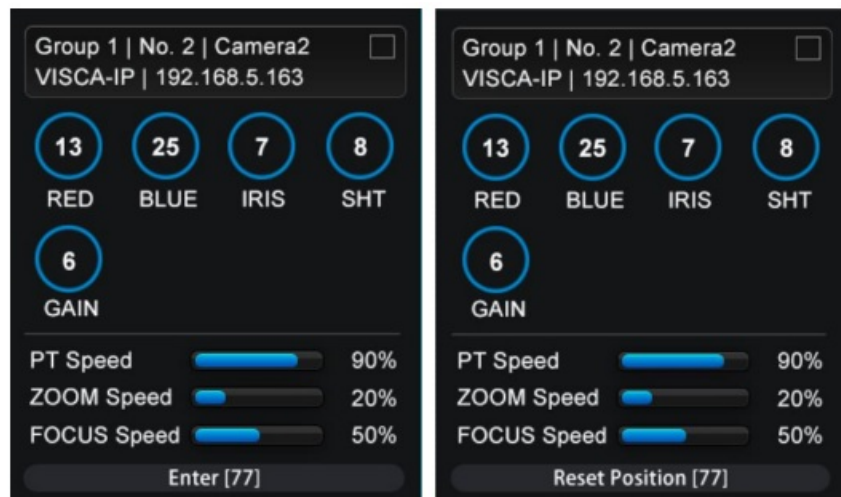 Group 1 | No. 2 | Camera2
VISCA-IP | 192.168.5.163
13 25 7 8
RED BLUE IRIS SHT
6
GAIN
PT Speed 90%
ZOOM Speed 20%
FOCUS Speed 50%
Enter [77]
Group 1 | No. 2 | Camera2
VISCA-IP | 192.168.5.163
13 25 7 8
RED BLUE IRIS SHT
6
GAIN
PT Speed 90%
ZOOM Speed 20%
FOCUS Speed 50%
Reset Position [77]